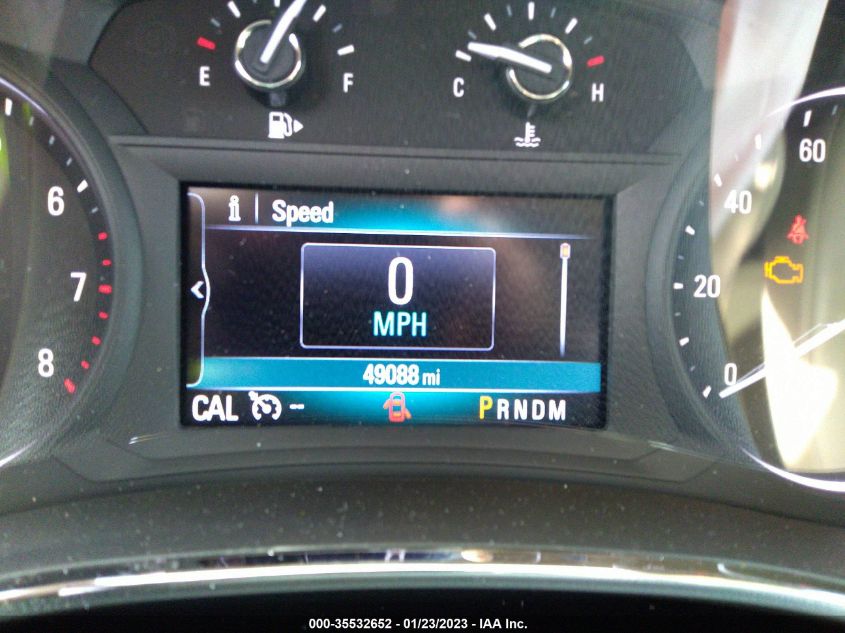 E F
C H
60
40
20
0
6
7
8
i | Speed
0
MPH
49088 mi
CAL -- PRNDM
000-35532652 - 01/23/2023 - IAA Inc.